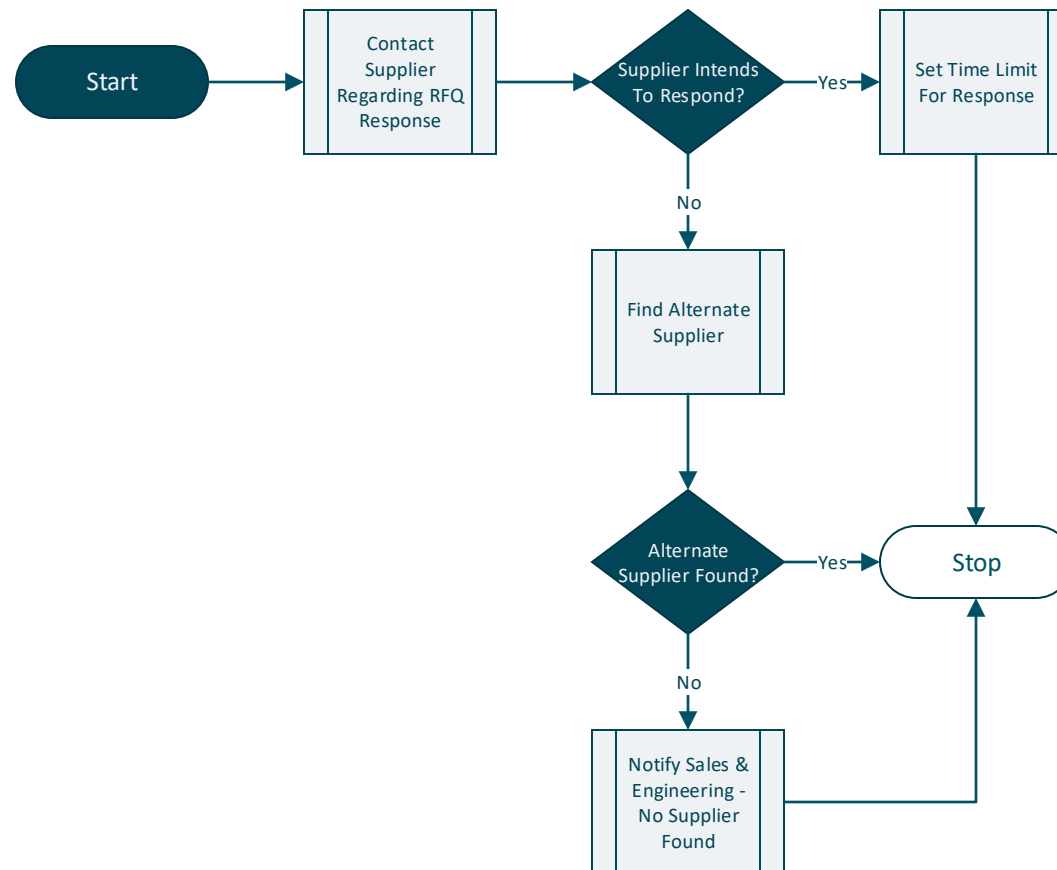 Start
Contact
Supplier
Regarding RFQ
Response
Supplier Intends
To Respond?
Yes
Set Time Limit
For Response
No
Find Alternate
Supplier
Alternate
Supplier Found?
Yes
Stop
No
Notify Sales &
Engineering -
No Supplier
Found